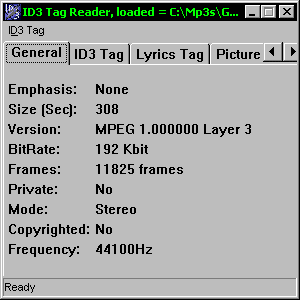 ID3 Tag Reader, loaded = C:\Mp3s\G...
ID3 Tag
General ID3 Tag Lyrics Tag Picture
Emphasis: None
Size (Sec): 308
Version: MPEG 1.000000 Layer 3
BitRate: 192 Kbit
Frames: 11825 frames
Private: No
Mode: Stereo
Copyrighted: No
Frequency: 44100Hz
Ready